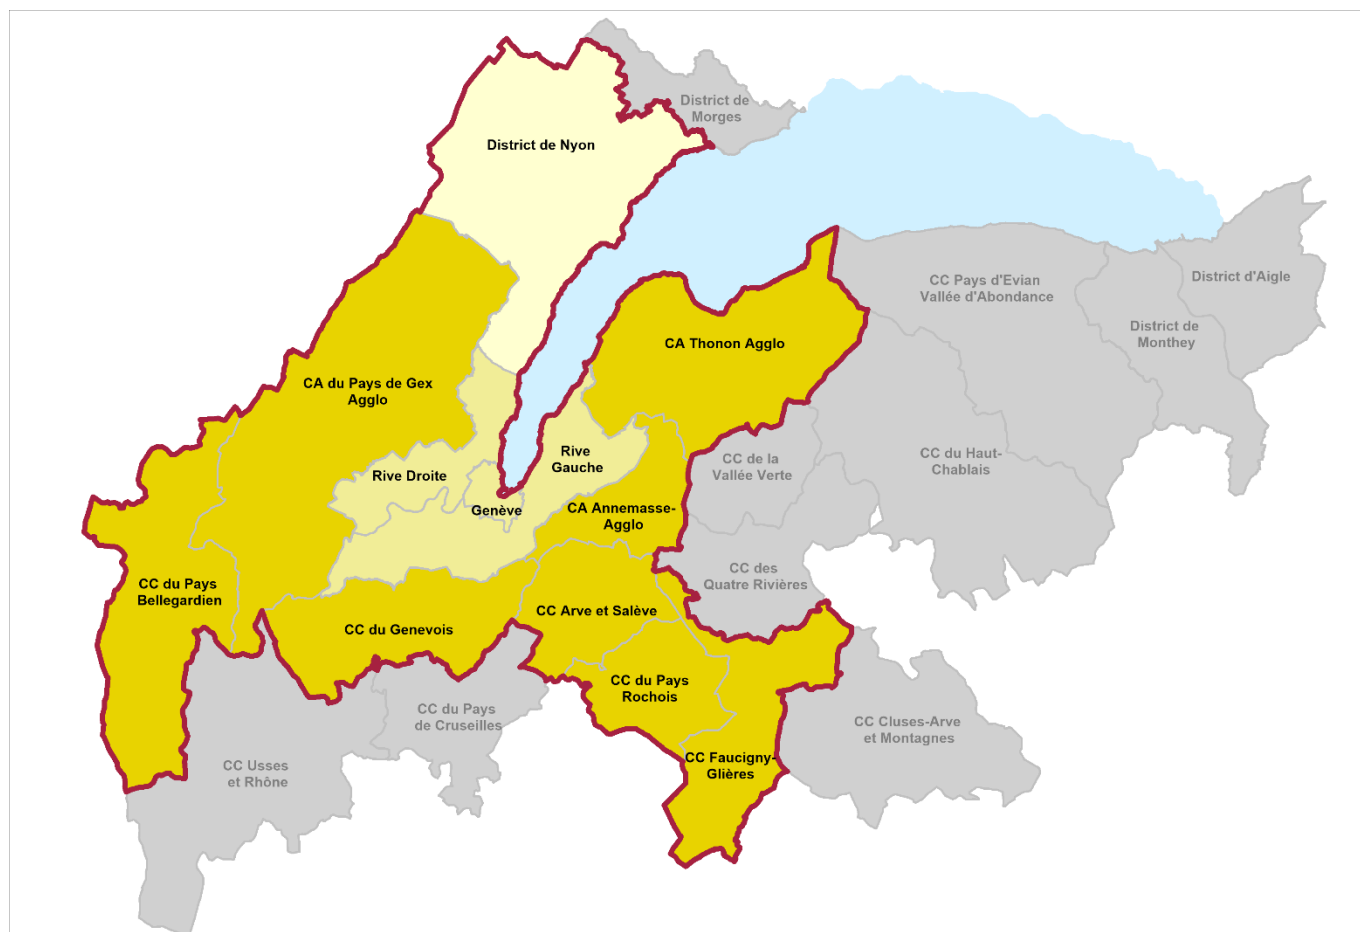 District de
Morges
District de Nyon
District d'Aigle
CC Pays d'Evian
Vallée d'Abondance
District de
Monthey
CA Thonon Agglo
CA du Pays de Gex
Agglo
Rive
Gauche
CC de la
Vallée Verte
CC du Haut-
Chablais
Rive Droite
Genève
CA Annemasse-
Agglo
CC des
Quatre Rivières
CC du Pays
Bellegardien
CC Arve et Salève
CC du Genevois
CC du Pays
Rochois
CC du Pays
de Cruseilles
CC Cluses-Arve
et Montagnes
CC Usses
et Rhône
CC Faucigny-
Glières